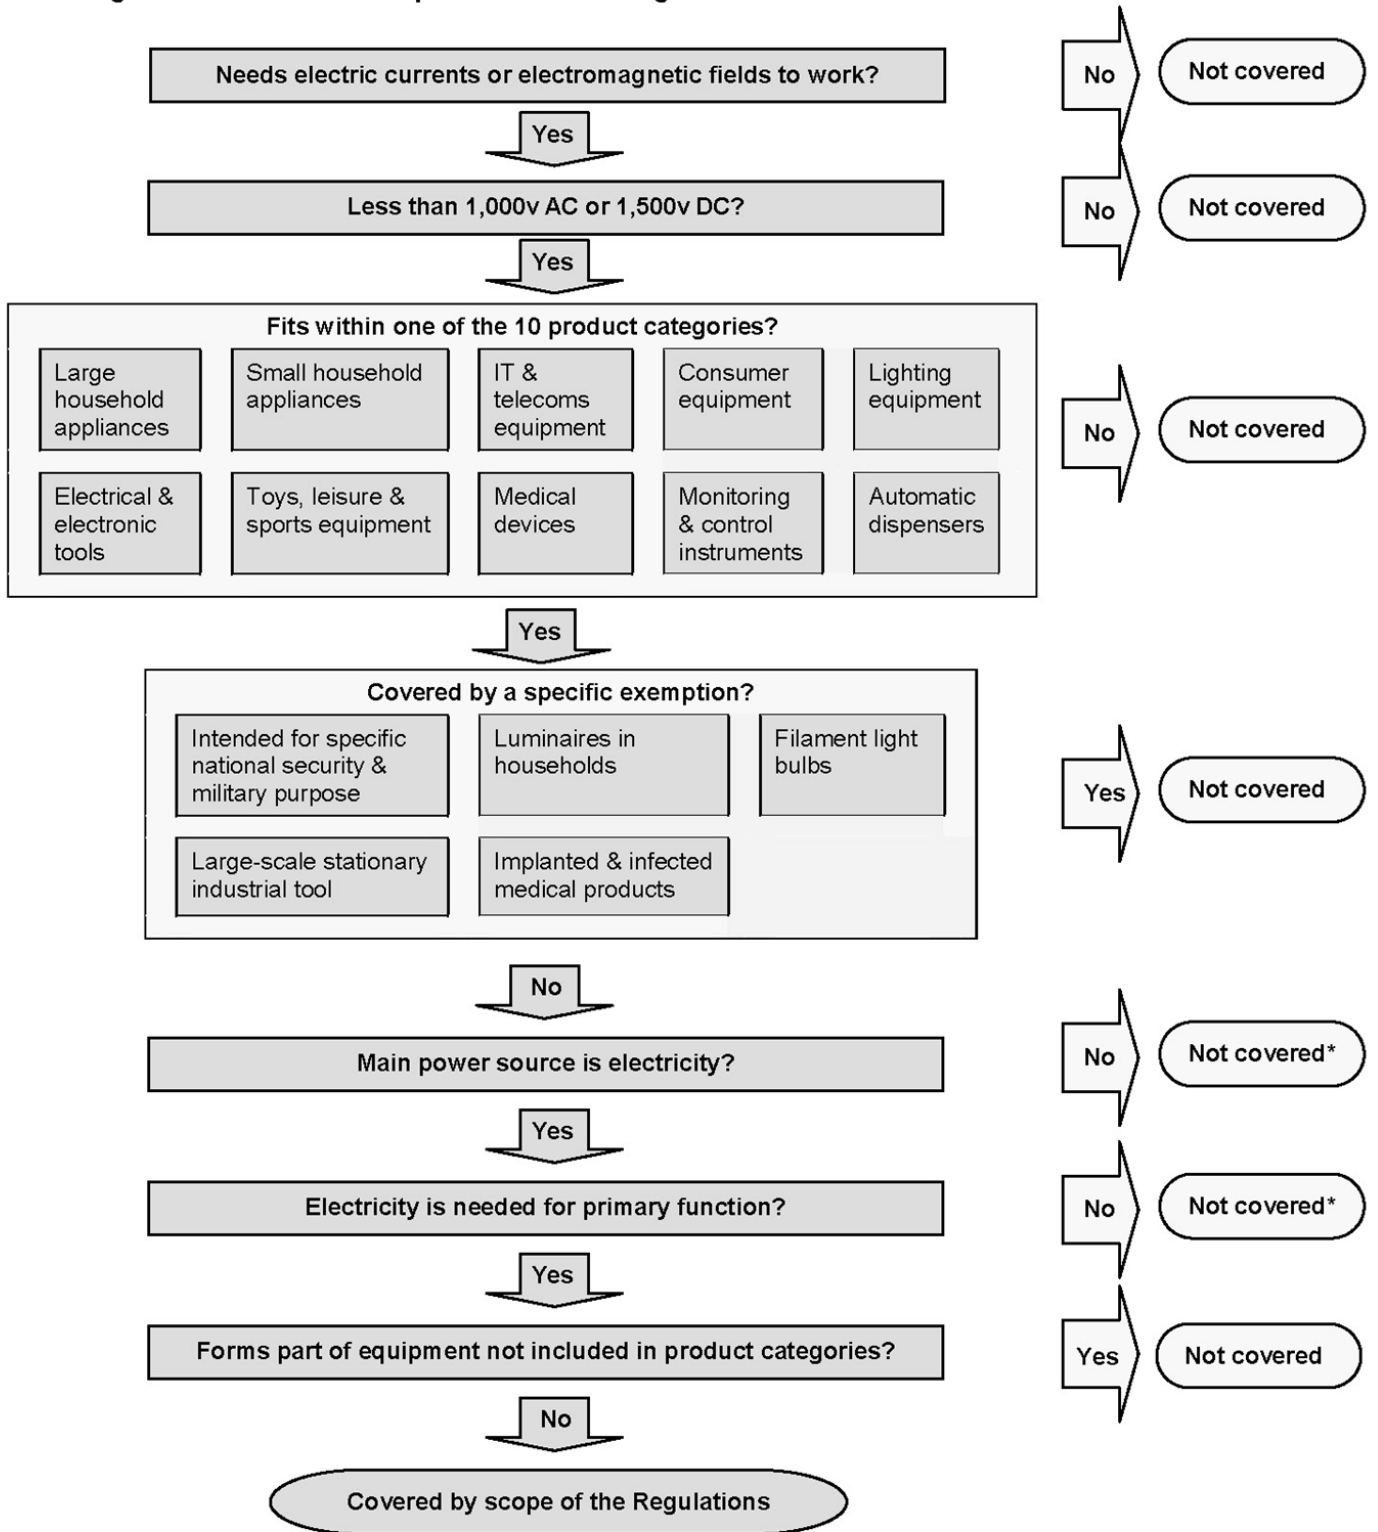 Needs electric currents or electromagnetic fields to work?
No
Not covered
Yes
Less than 1,000v AC or 1,500v DC?
No
Not covered
Yes
Fits within one of the 10 product categories?
Large
household
appliances
Small household
appliances
IT &
telecoms
equipment
Consumer
equipment
Lighting
equipment
No
Not covered
Electrical &
electronic
tools
Toys, leisure &
sports equipment
Medical
devices
Monitoring
& control
instruments
Automatic
dispensers
Yes
Covered by a specific exemption?
Intended for specific
national security &
military purpose
Luminaires in
households
Filament light
bulbs
Yes
Not covered
Large-scale stationary
industrial tool
Implanted & infected
medical products
No
Main power source is electricity?
No
Not covered*
Yes
Electricity is needed for primary function?
No
Not covered*
Yes
Forms part of equipment not included in product categories?
Yes
Not covered
No
Covered by scope of the Regulations